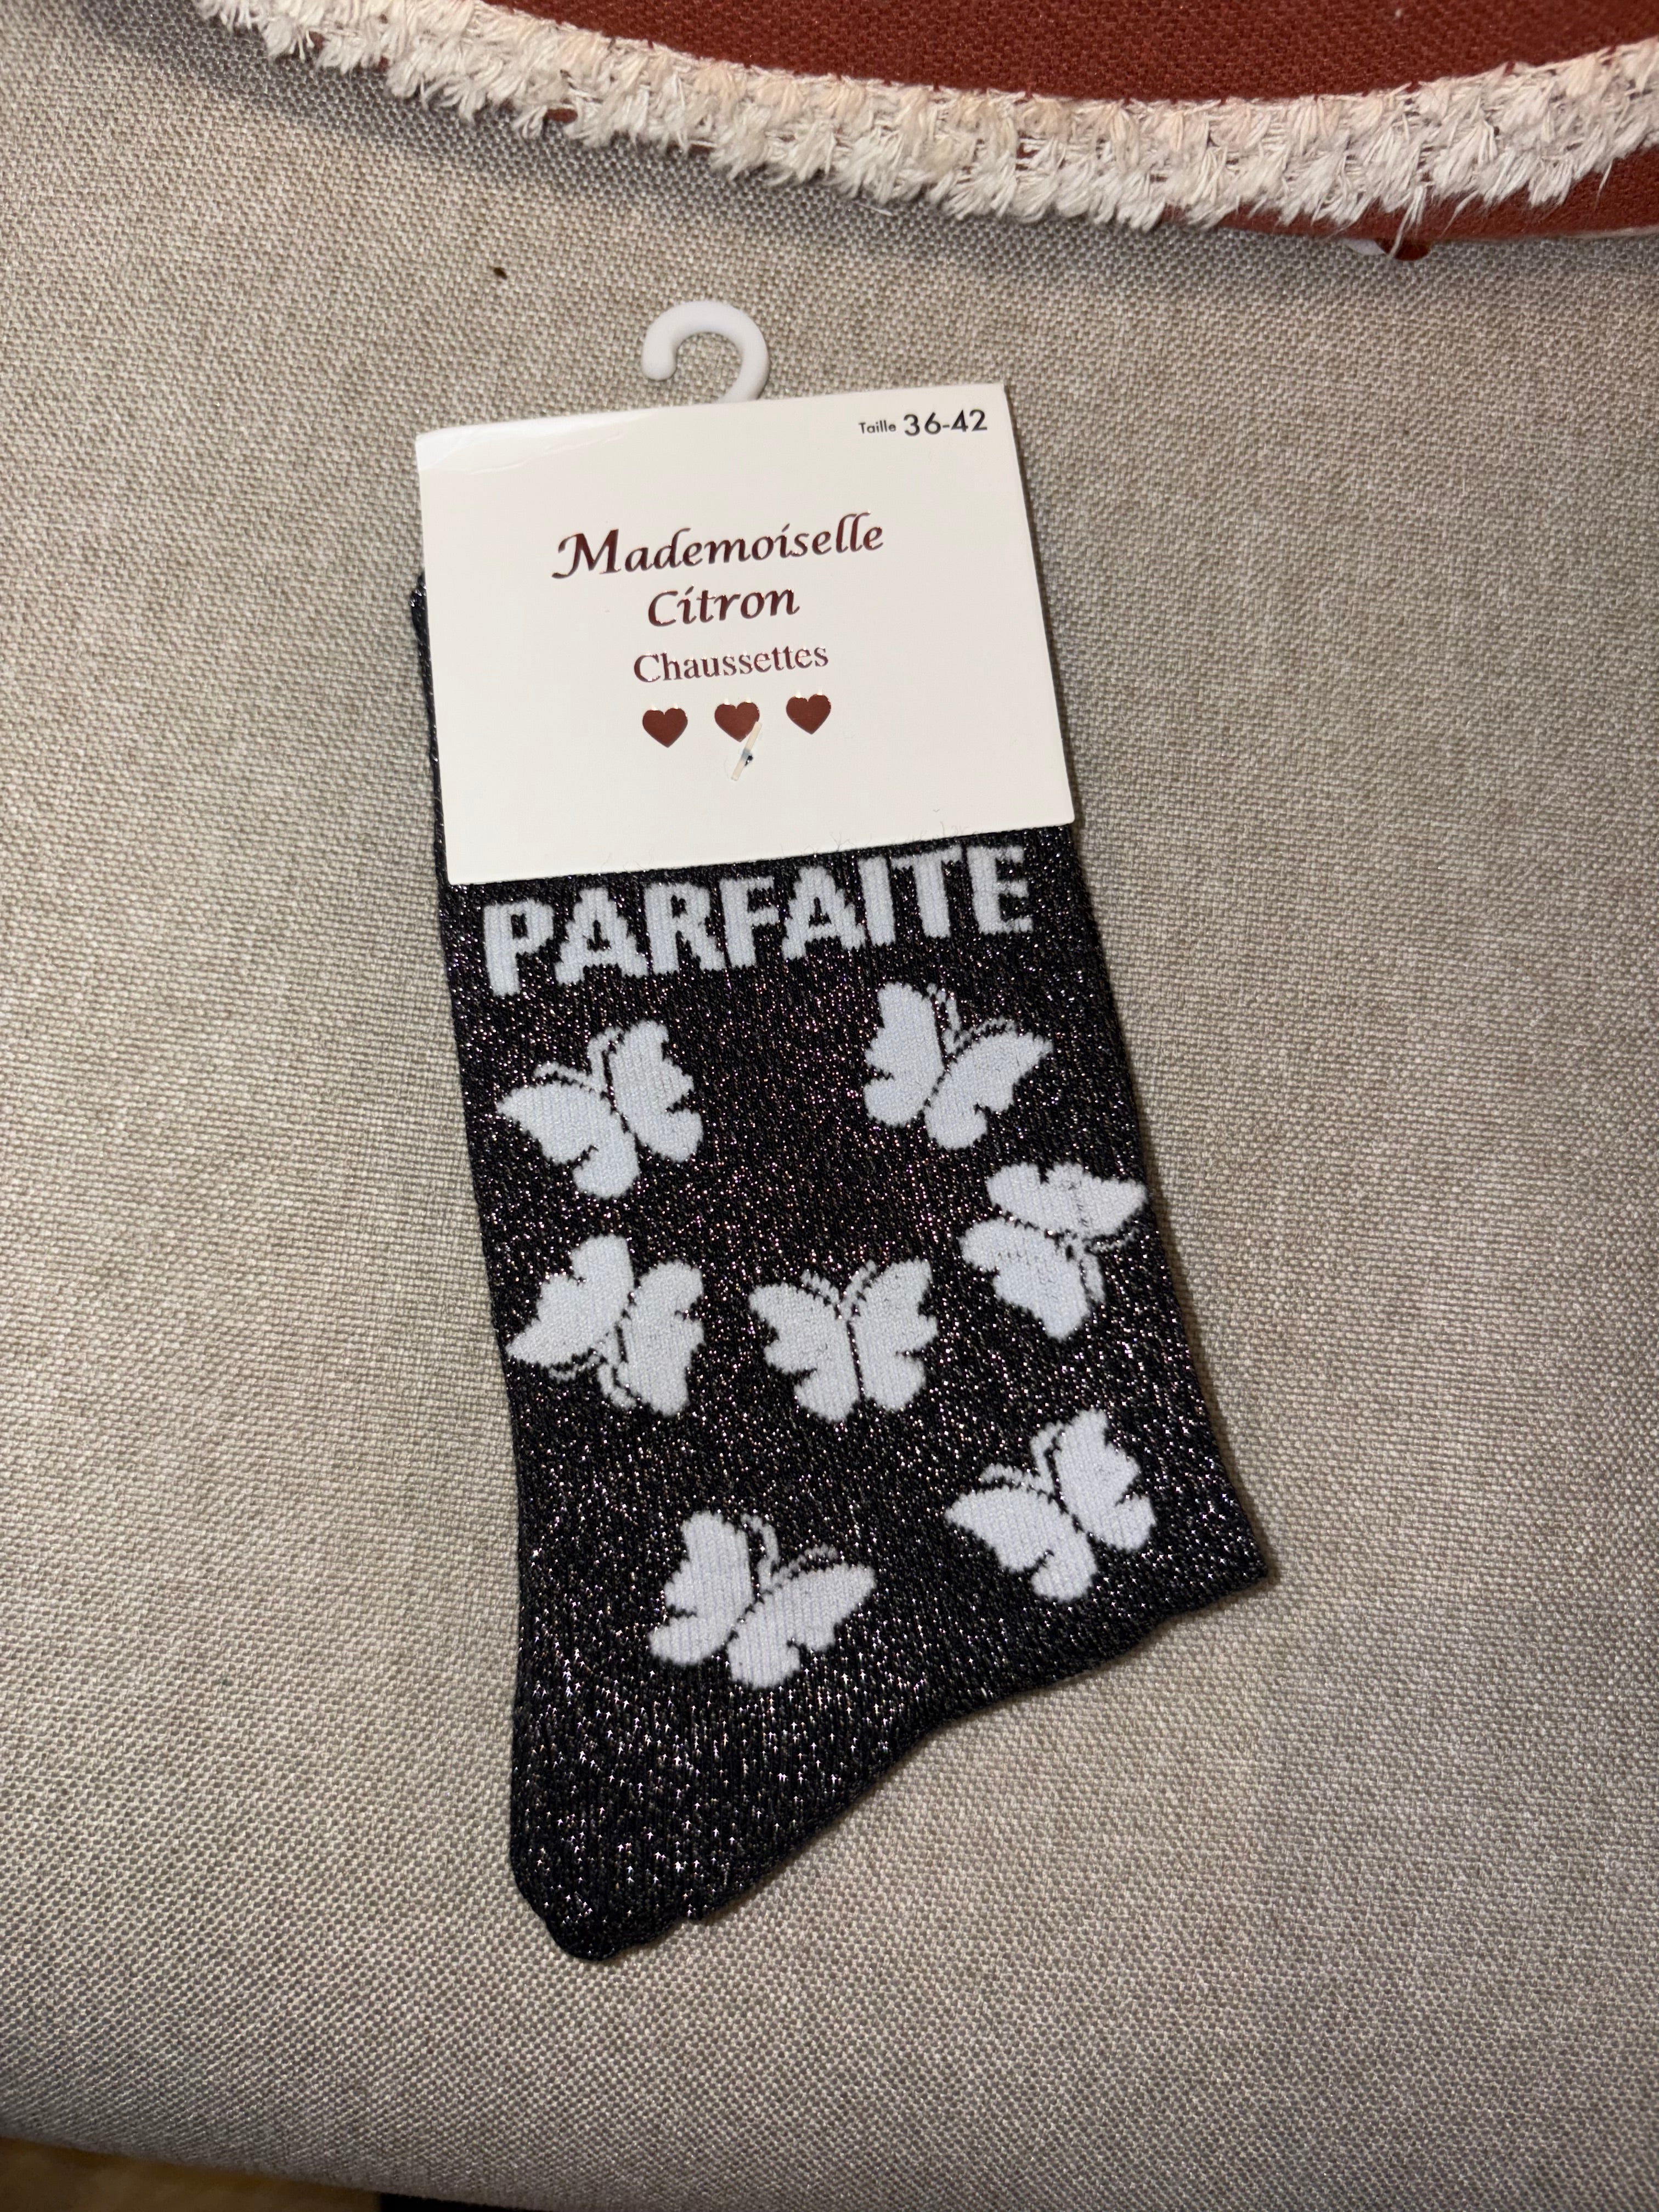 Taille 36-42
Mademoiselle
Citron
Chaussettes
PARFAITE